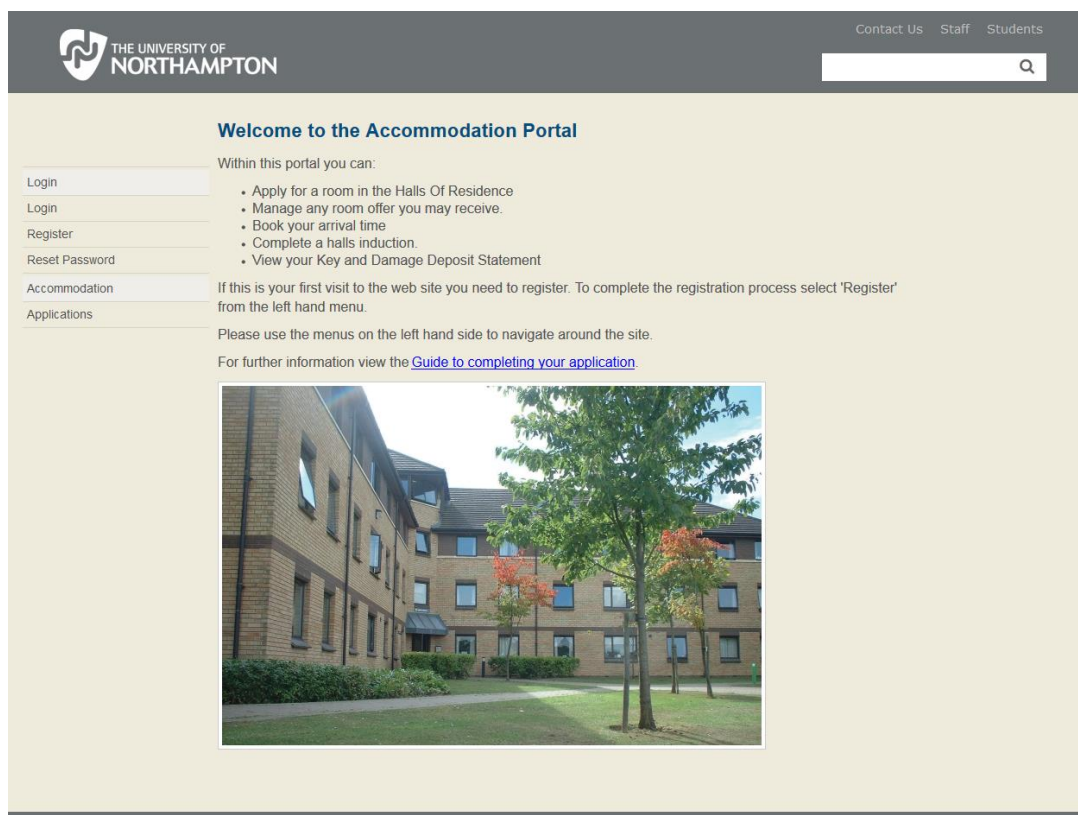 Contact Us Staff Students
THE UNIVERSITY OF
NORTHAMPTON
Welcome to the Accommodation Portal
Within this portal you can:
• Apply for a room in the Halls Of Residence
• Manage any room offer you may receive.
• Book your arrival time
• Complete a halls induction.
• View your Key and Damage Deposit Statement
If this is your first visit to the web site you need to register. To complete the registration process select 'Register'
from the left hand menu.
Please use the menus on the left hand side to navigate around the site.
For further information view the Guide to completing your application.
Login
Login
Register
Reset Password
Accommodation
Applications